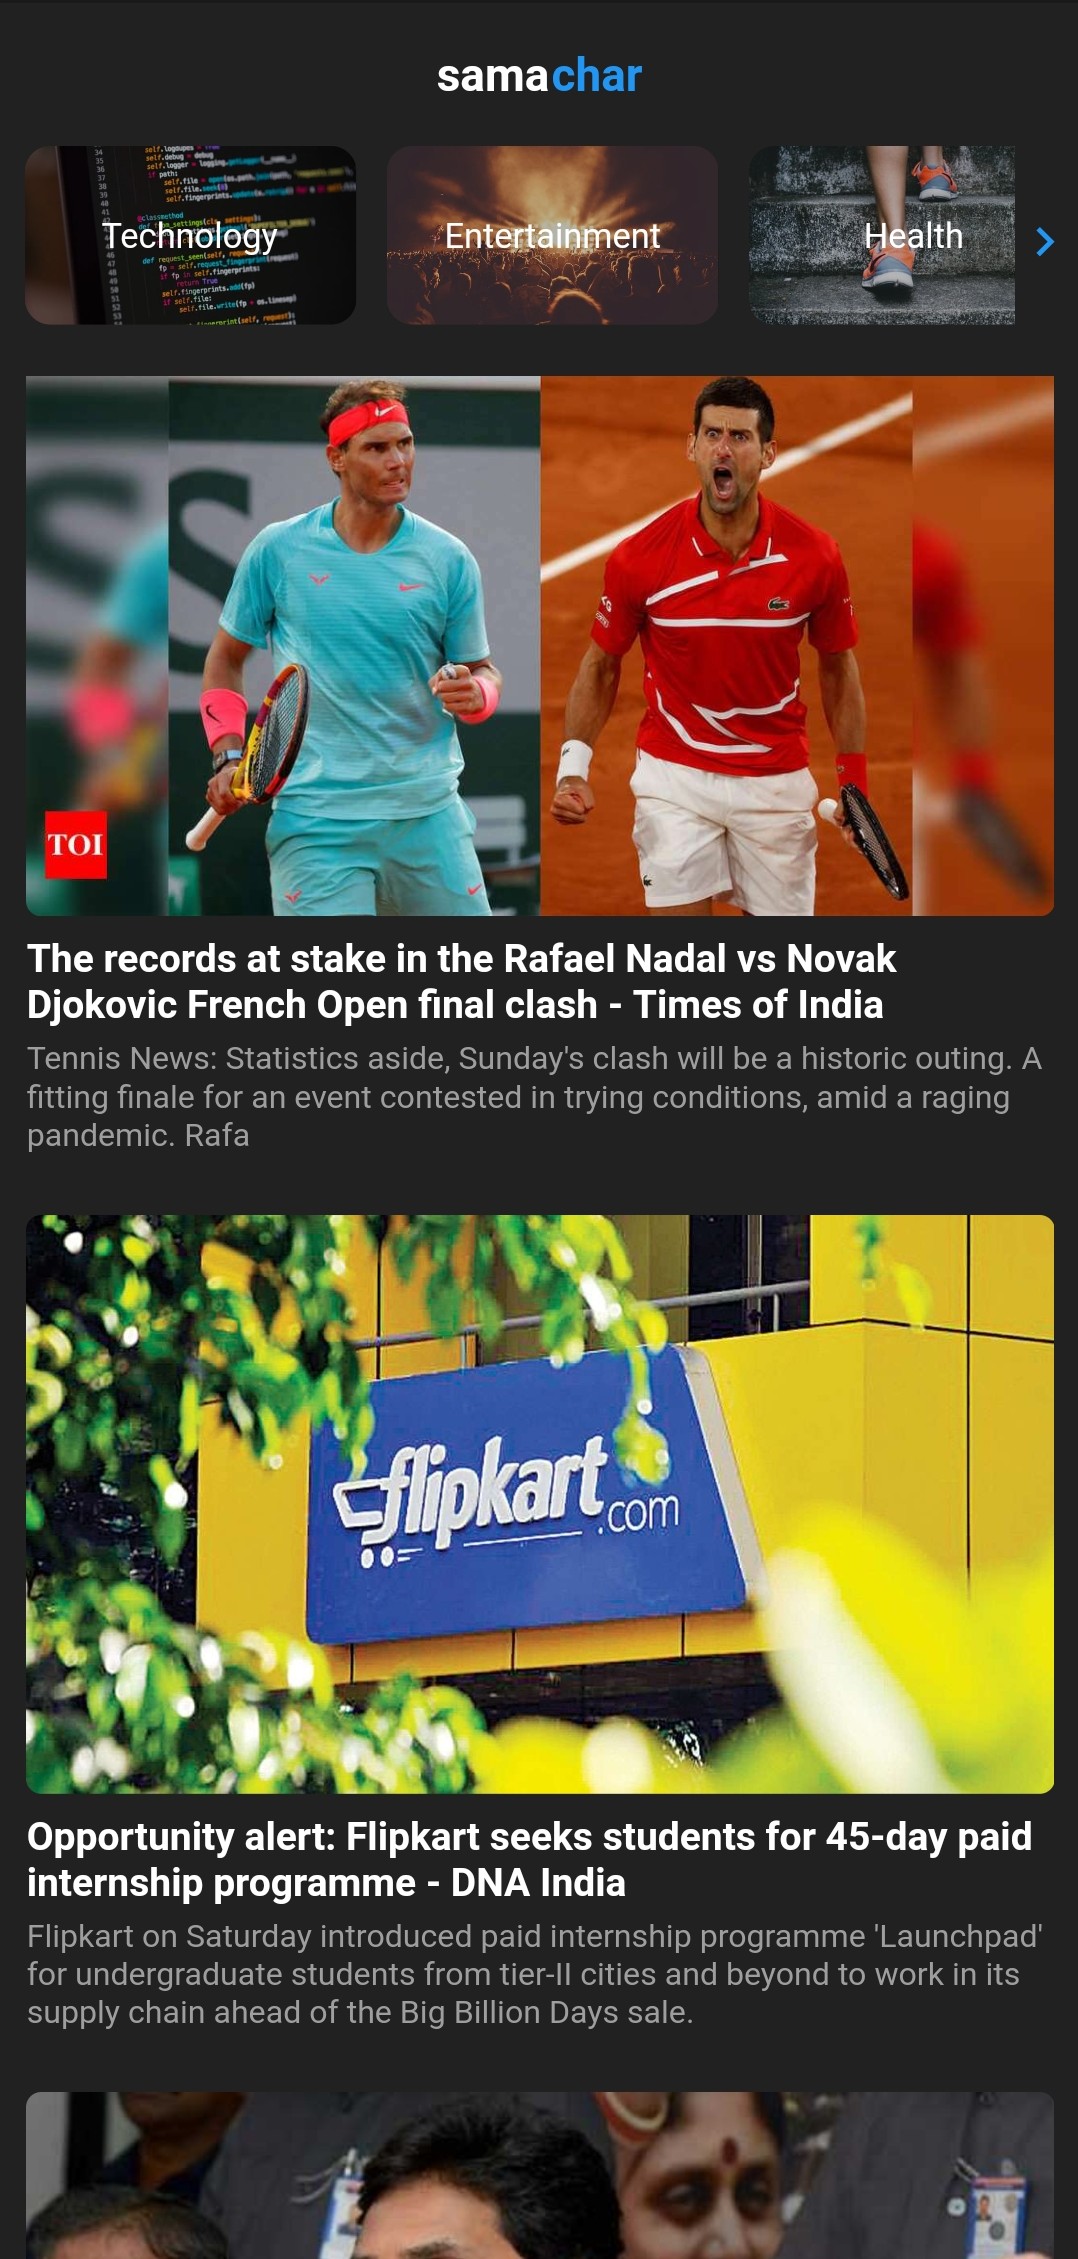 samachar
Technology
Entertainment
Health
TOI
The records at stake in the Rafael Nadal vs Novak
Djokovic French Open final clash - Times of India
Tennis News: Statistics aside, Sunday's clash will be a historic outing. A
fitting finale for an event contested in trying conditions, amid a raging
pandemic. Rafa
flipkart
.com
Opportunity alert: Flipkart seeks students for 45-day paid
internship programme - DNA India
Flipkart on Saturday introduced paid internship programme 'Launchpad'
for undergraduate students from tier-II cities and beyond to work in its
supply chain ahead of the Big Billion Days sale.